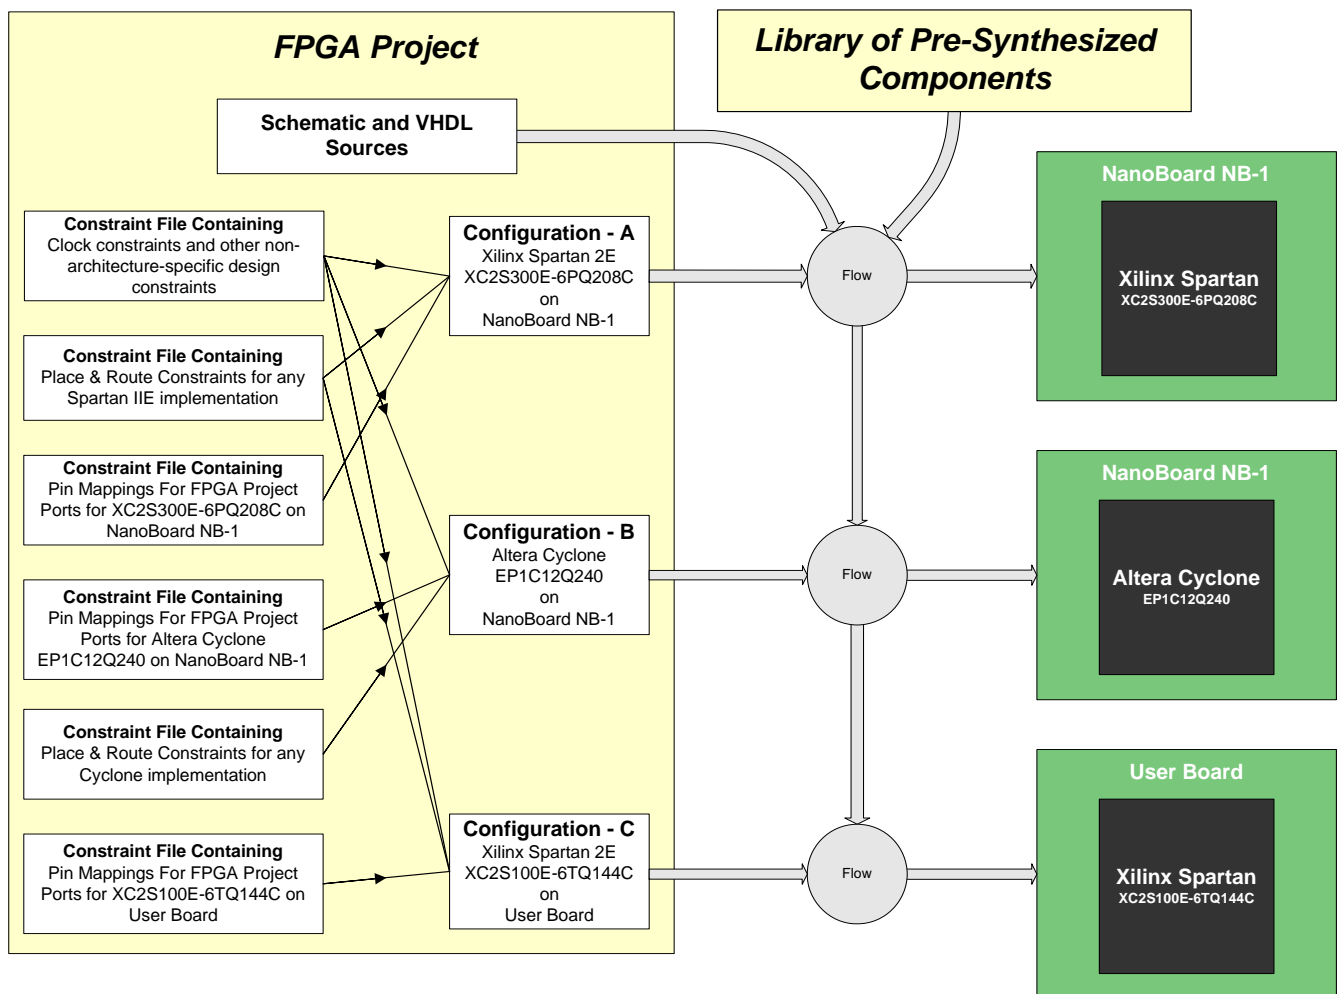 FPGA Project
Library of Pre-Synthesized
Components
Schematic and VHDL
Sources
Constraint File Containing
Clock constraints and other non-
architecture-specific design
constraints
Constraint File Containing
Place & Route Constraints for any
Spartan IIE implementation
Constraint File Containing
Pin Mappings For FPGA Project
Ports for XC2S300E-6PQ208C on
NanoBoard NB-1
Constraint File Containing
Pin Mappings For FPGA Project
Ports for Altera Cyclone
EP1C12Q240 on NanoBoard NB-1
Constraint File Containing
Place & Route Constraints for any
Cyclone implementation
Constraint File Containing
Pin Mappings For FPGA Project
Ports for XC2S100E-6TQ144C on
User Board
Configuration - A
Xilinx Spartan 2E
XC2S300E-6PQ208C
on
NanoBoard NB-1
Configuration - B
Altera Cyclone
EP1C12Q240
on
NanoBoard NB-1
Configuration - C
Xilinx Spartan 2E
XC2S100E-6TQ144C
on
User Board
Flow
Flow
Flow
NanoBoard NB-1
Xilinx Spartan
XC2S300E-6PQ208C
NanoBoard NB-1
Altera Cyclone
EP1C12Q240
User Board
Xilinx Spartan
XC2S100E-6TQ144C